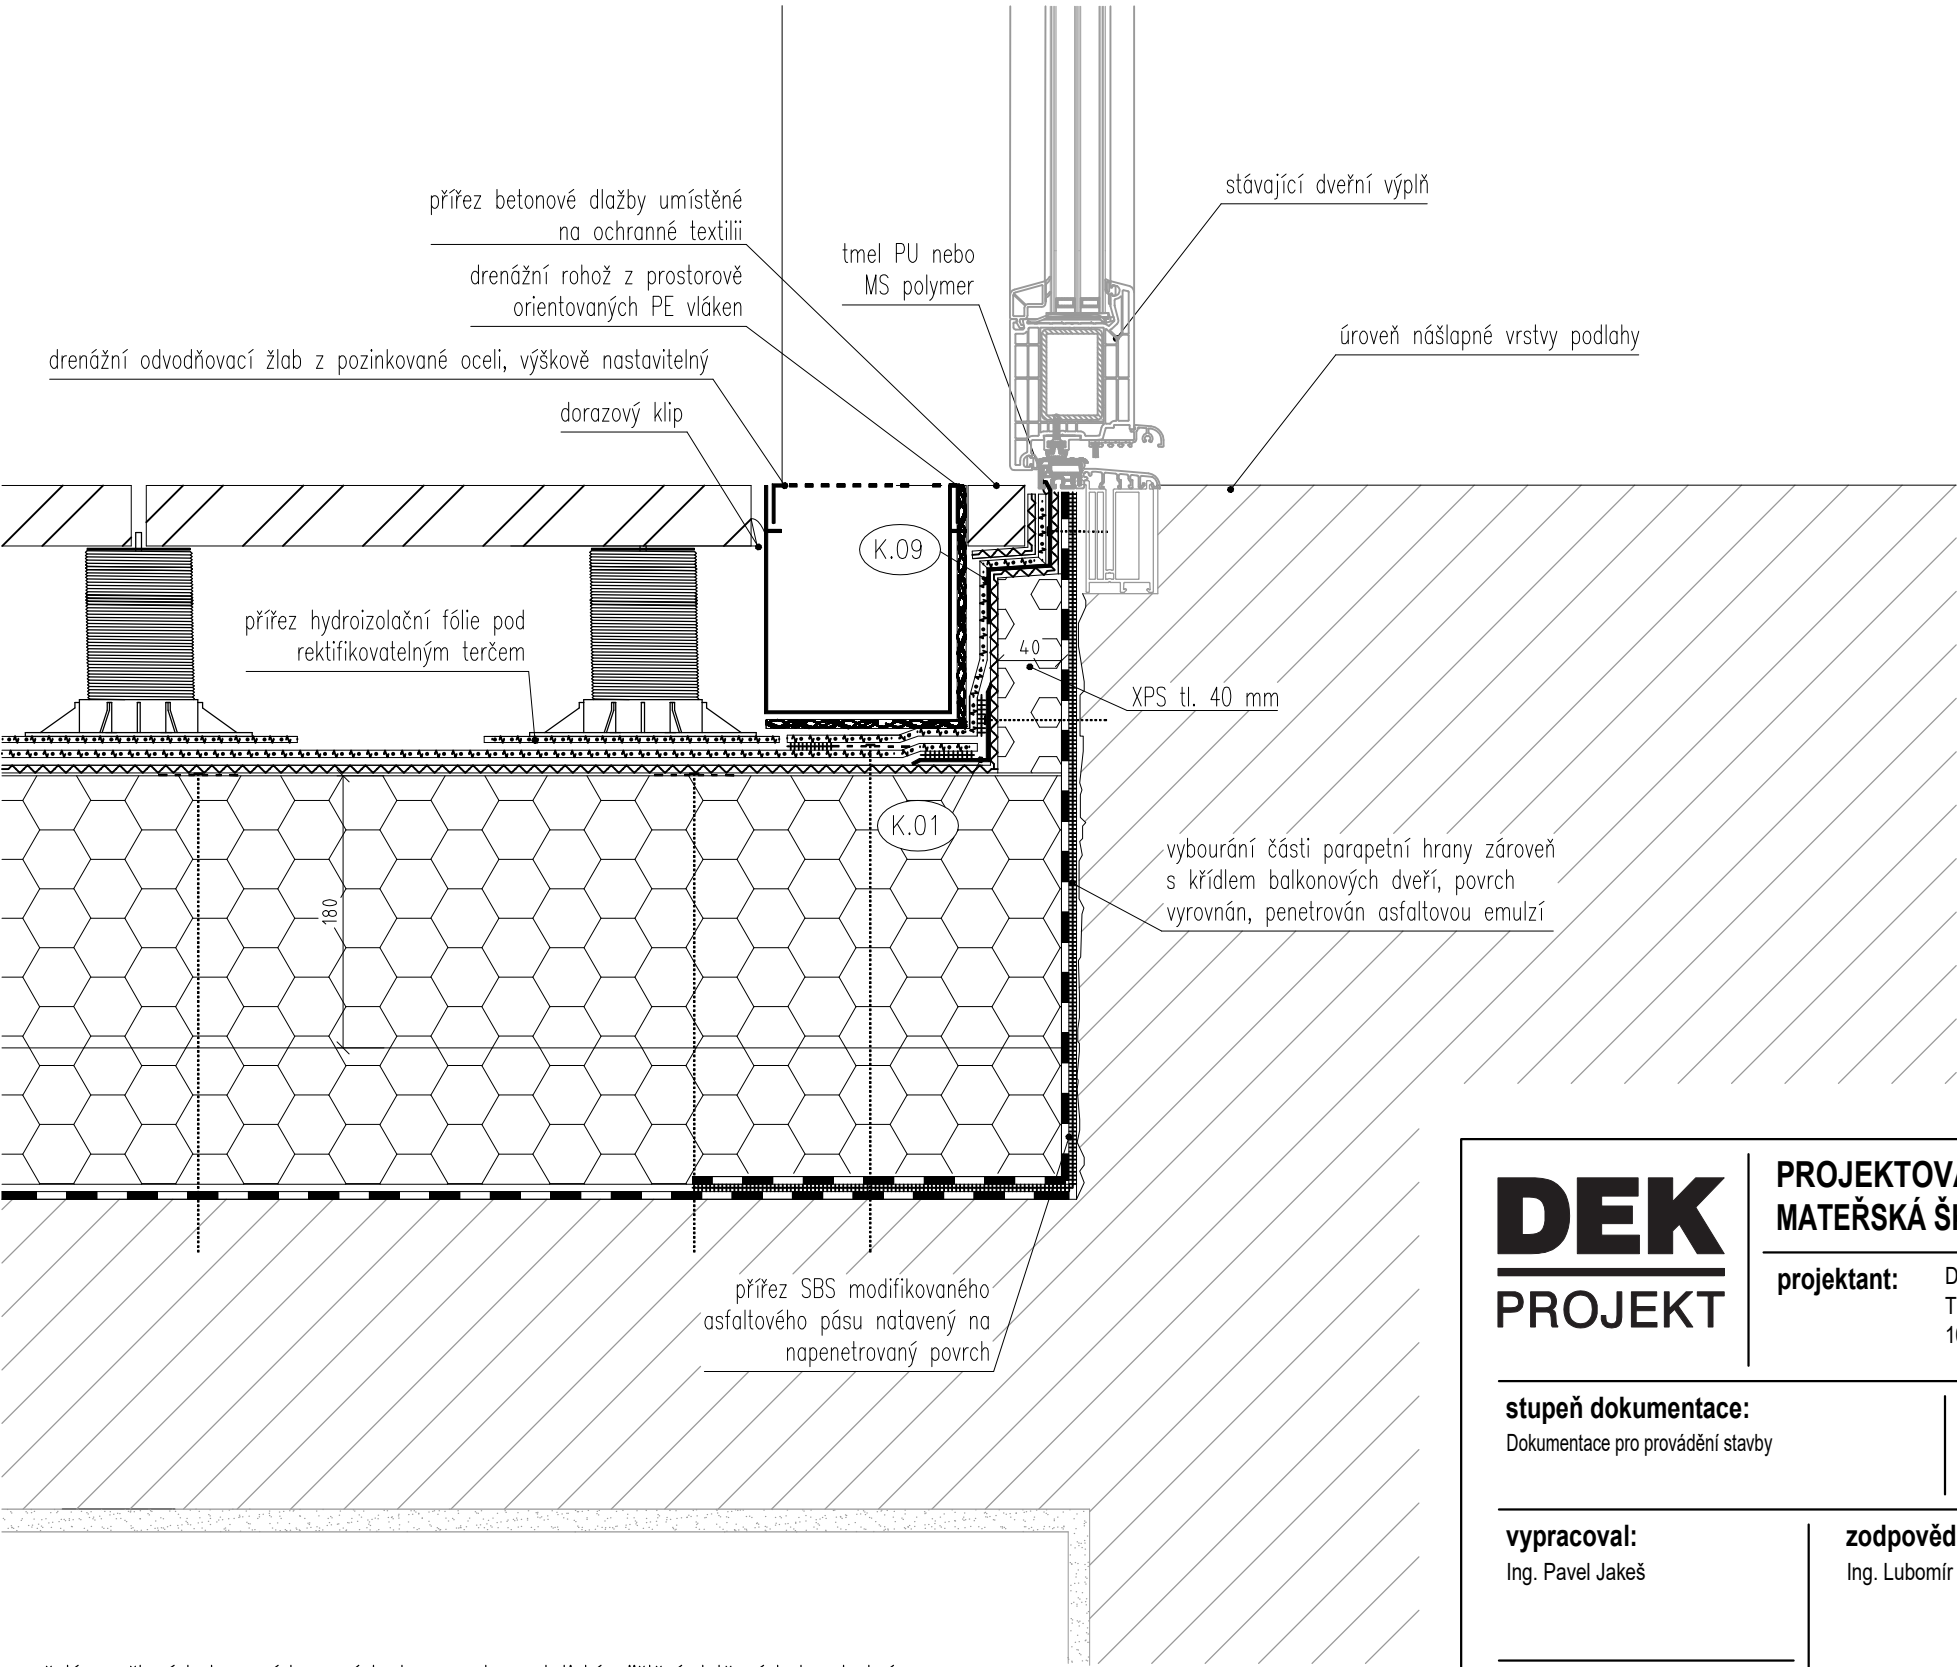 přířez betonové dlažby umístěné
na ochranné textilii
drenážní rohož z prostorově
orientovaných PE vláken
drenážní odvodňovací žlab z pozinkované oceli, výškově nastavitelný
dorazový klip
tmel PU nebo
MS polymer
stávající dveřní výplň
úroveň nášlapné vrstvy podlahy
K.09
přířez hydroizolační fólie pod
rektifikovatelným terčem
40
XPS tl. 40 mm
K.01
180
vybourání části parapetní hrany zároveň
s křídlem balkonových dveří, povrch
vyrovnán, penetrován asfaltovou emulzí
přířez SBS modifikovaného
asfaltového pásu natavený na
napenetrovaný povrch
DEK
PROJEKT
PROJEKTOVÁ
MATEŘSKÁ
projektant:
stupeň dokumentace:
Dokumentace pro provádění stavby
vypracoval:
Ing. Pavel Jakeš
zodpověd
Ing. Lubomír